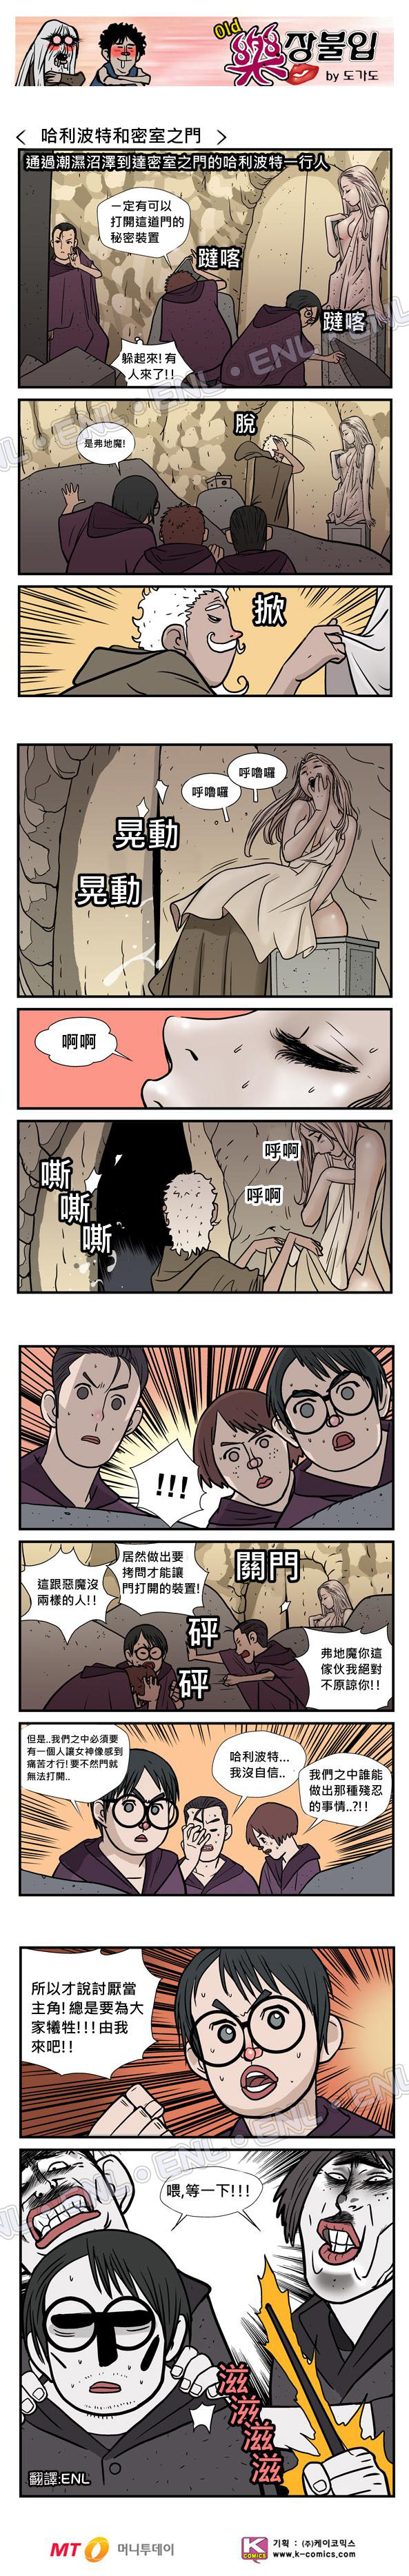 Old
樂장불입
by 도가도
< 哈利波特和密室之門 >
通過潮濕沼澤到達密室之門的哈利波特一行人
一定有可以
打開這道門的
秘密裝置
躂喀
躂喀
躲起來! 有
人來了!!
ENL • ENL • ENL • ENL
是弗地魔!
脫
掀
呼嚕囉
呼嚕囉
晃動
晃動
啊啊
呼啊
呼啊
嘶
嘶
嘶
!!!
這跟惡魔沒
兩樣的人!!
居然做出要
拷問才能讓
門打開的裝置!
關門
砰
砰
弗地魔你這
傢伙我絕對
不原諒你!!
但是..我們之中必須要
有一個人讓女神像感到
痛苦才行!要不然門就
無法打開..
哈利波特...
我沒自信..
我們之中誰能
做出那種殘忍
的事情..?!!
所以才說討厭當
主角! 總是要為大
家犧牲!!! 由我
來吧!!
ENL • ENL • ENL • ENL
喂,等一下!!!
滋
滋
滋
滋
翻譯:ENL
MT 머니투데이
K COMICS
기획 : (주)케이코믹스
www.k-comics.com